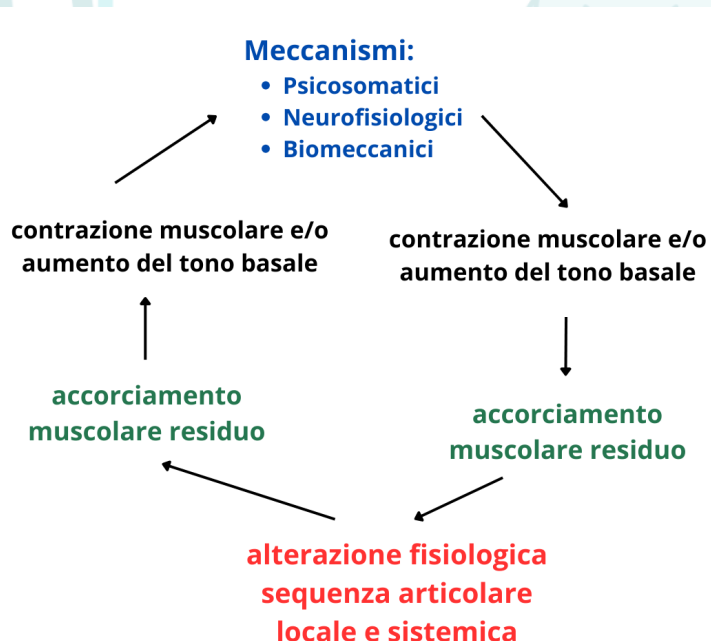 Meccanismi:
• Psicosomatici
• Neurofisiologici
• Biomeccanici
contrazione muscolare e/o
aumento del tono basale
accorciamento
muscolare residuo
alterazione fisiologica
sequenza articolare
locale e sistemica
accorciamento
muscolare residuo
contrazione muscolare e/o
aumento del tono basale